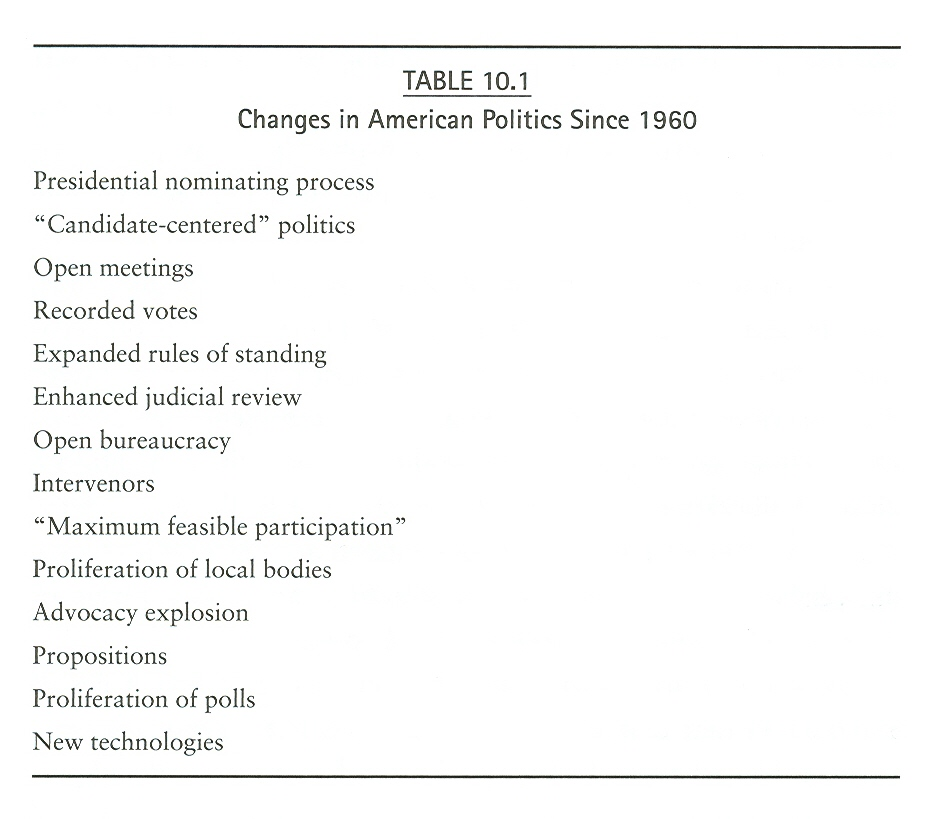 TABLE 10.1
Changes in American Politics Since 1960
Presidential nominating process
“Candidate-centered” politics
Open meetings
Recorded votes
Expanded rules of standing
Enhanced judicial review
Open bureaucracy
Intervenors
“Maximum feasible participation”
Proliferation of local bodies
Advocacy explosion
Propositions
Proliferation of polls
New technologies